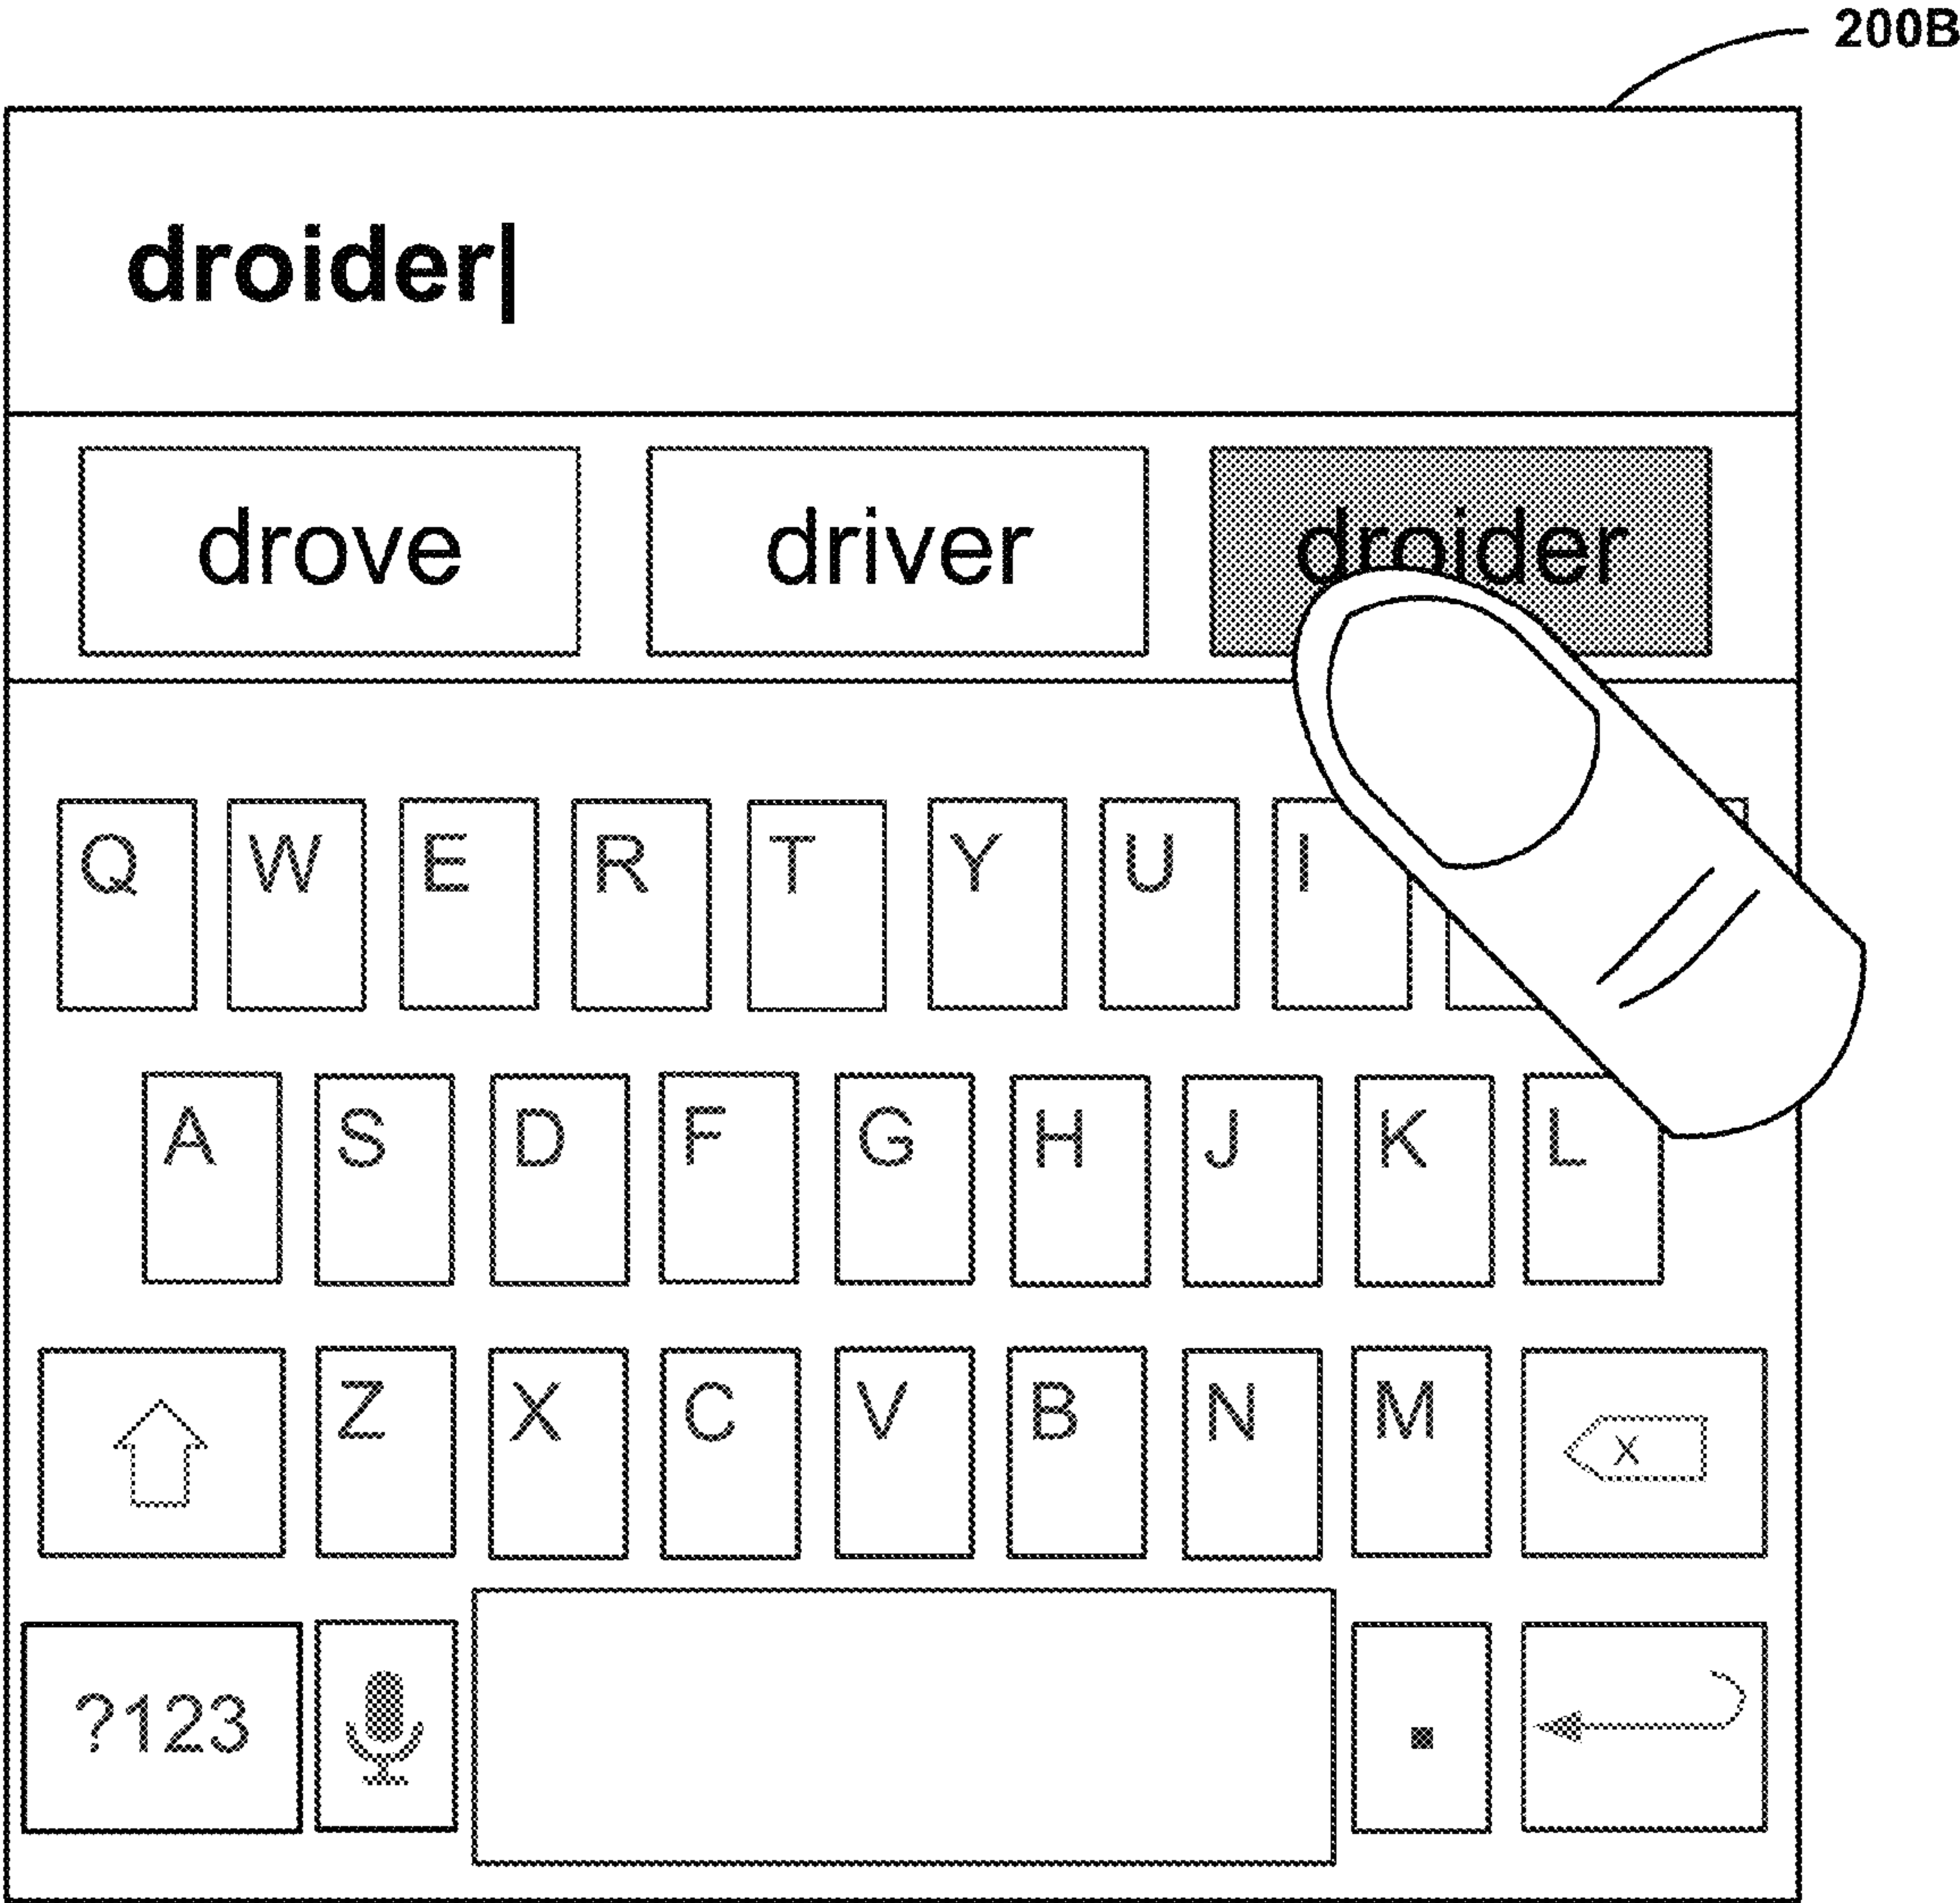 200B
droider|
drove driver droider
Q W E R T Y U I
A S D F G H J K L
Z X C V B N M X
?123 .